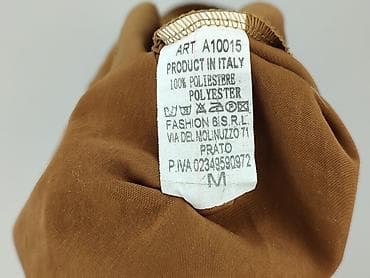 ART A10015
PRODUCT IN ITALY
100% POLIESTERE
POLYESTER
FASHION 6 S.R.L.
VIA DEL MOLINUZZO 71
PRATO
P.IVA 02349590972
M